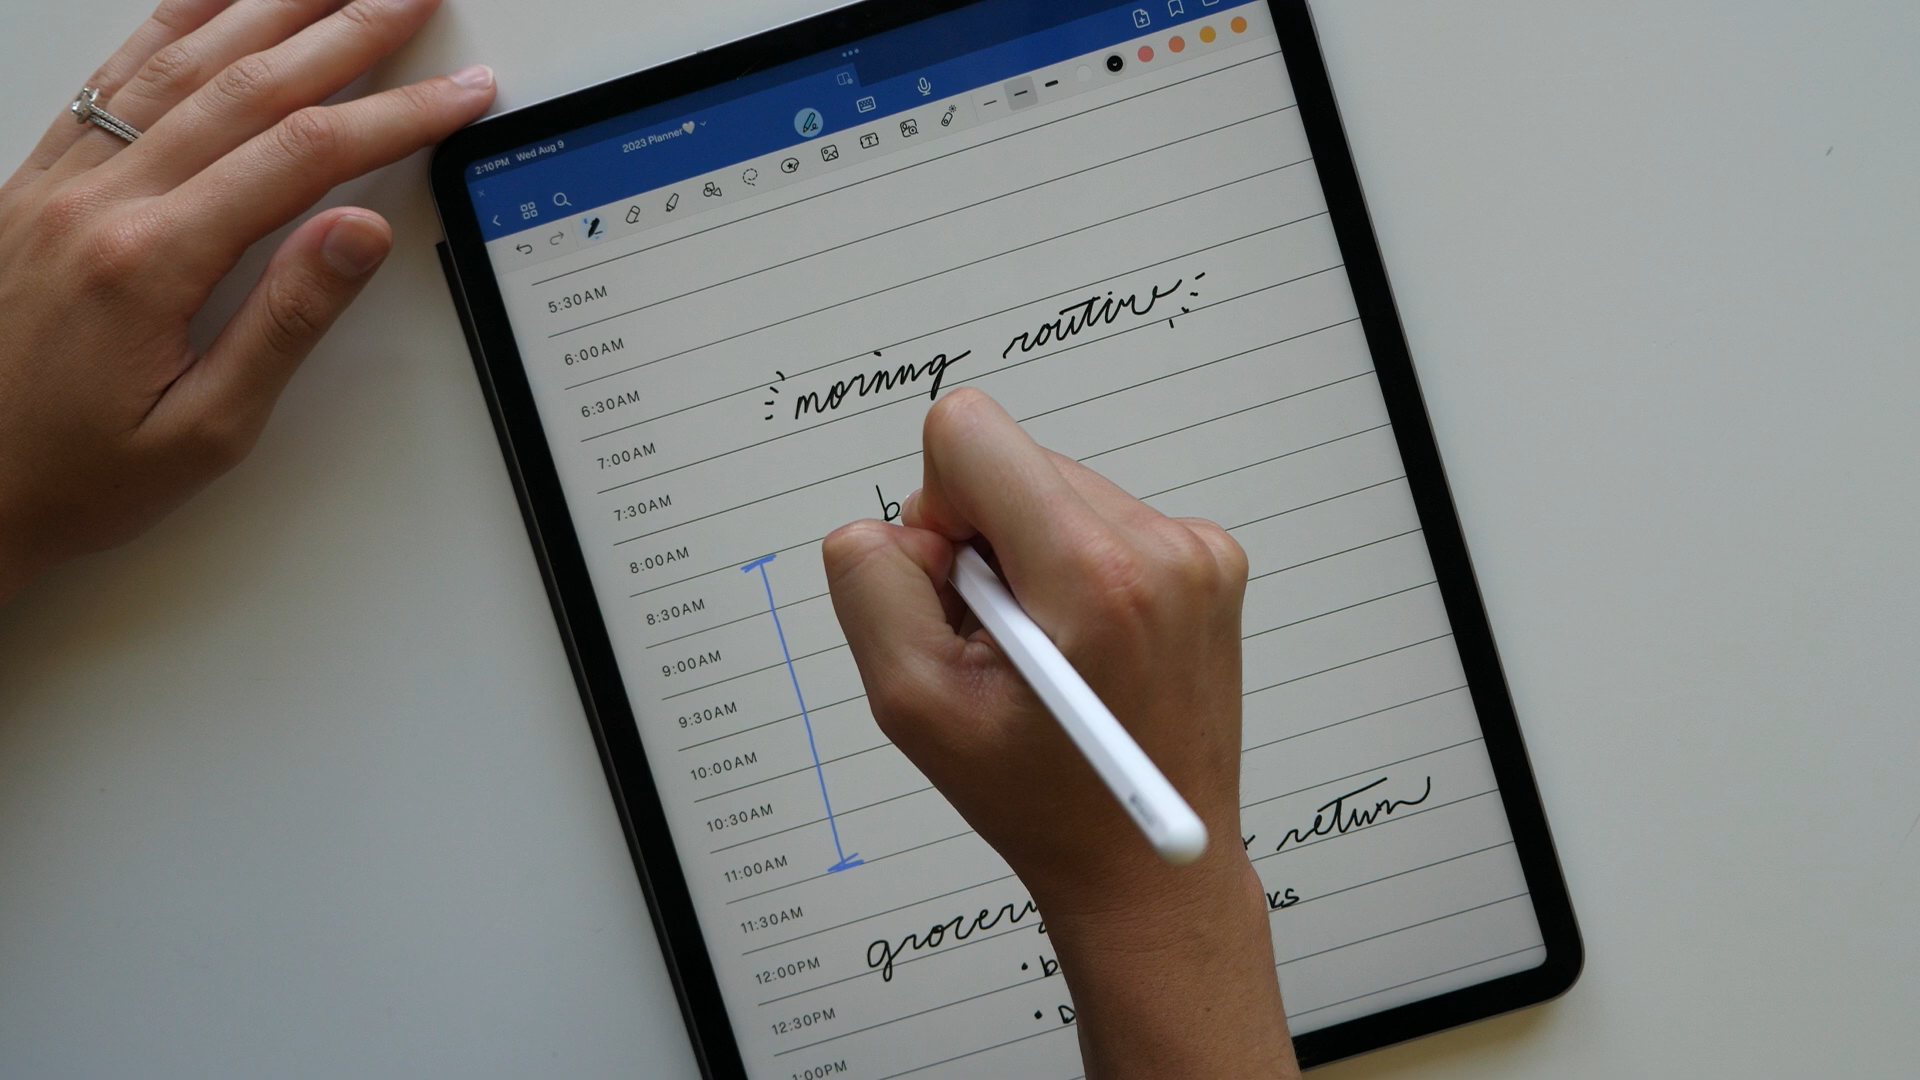 2:10 PM Wed Aug 9
2023 Planner🤍
5:30AM
6:00AM
6:30AM
morning routine
7:00AM
7:30AM
8:00AM
8:30AM
9:00AM
9:30AM
10:00AM
10:30AM
11:00AM
return
11:30AM
grocery
12:00PM
12:30PM
1:00PM